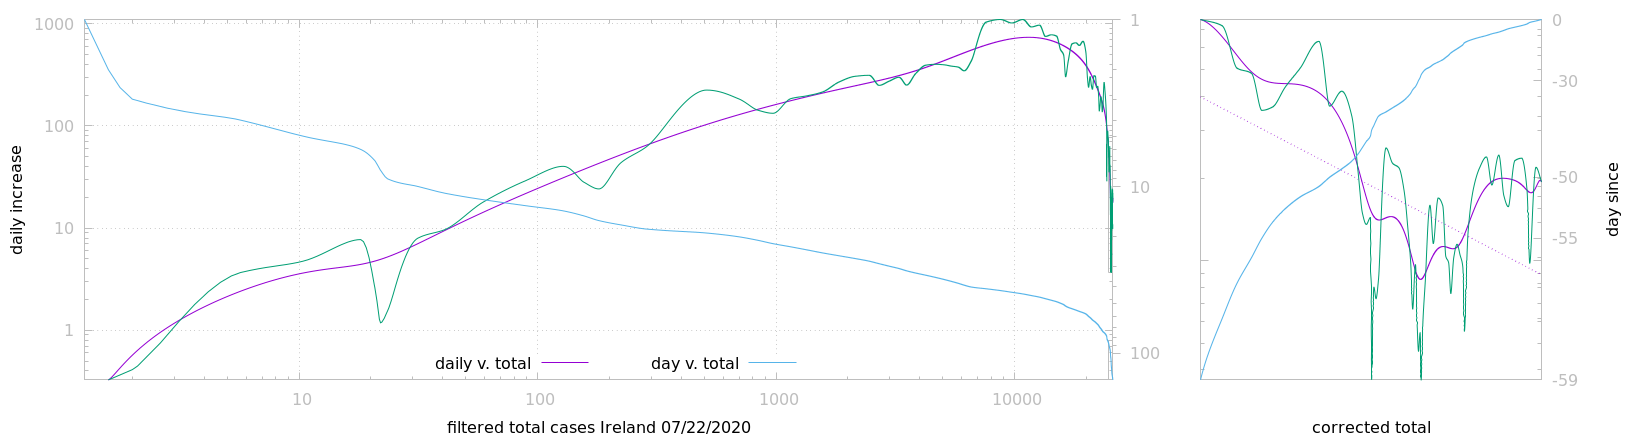 1000
100
10
1
daily increase
daily v. total
day v. total
10
100
1000
10000
filtered total cases Ireland 07/22/2020
1
10
100
0
-30
-50
-55
-59
day since
corrected total